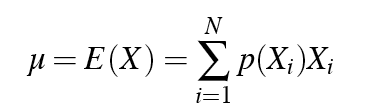 μ = E(X) = ∑_{i=1}^{N} p(X_i)X_i